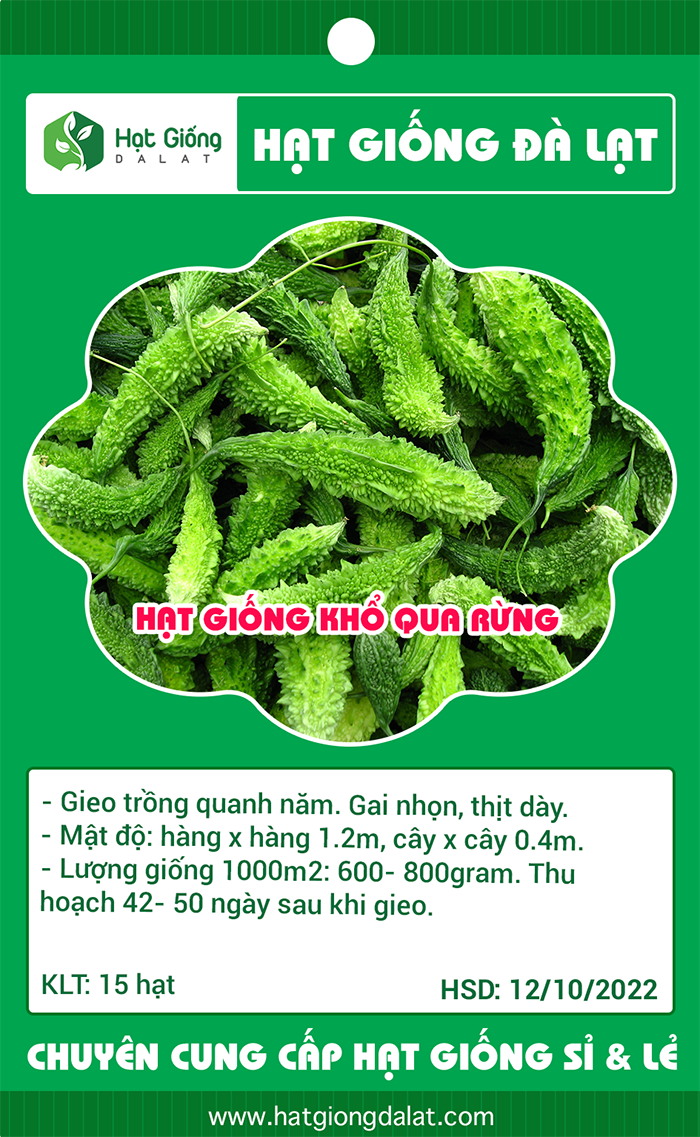 Hạt Giống
DALAT
HẠT GIỐNG ĐÀ LẠT
HẠT GIỐNG KHỔ QUA RỪNG
- Gieo trồng quanh năm. Gai nhọn, thịt dày.
- Mật độ: hàng x hàng 1.2m, cây x cây 0.4m.
- Lượng giống 1000m2: 600- 800gram. Thu
hoạch 42- 50 ngày sau khi gieo.
KLT: 15 hạt
HSD: 12/10/2022
CHUYÊN CUNG CẤP HẠT GIỐNG SỈ & LẺ
www.hatgiongdalat.com